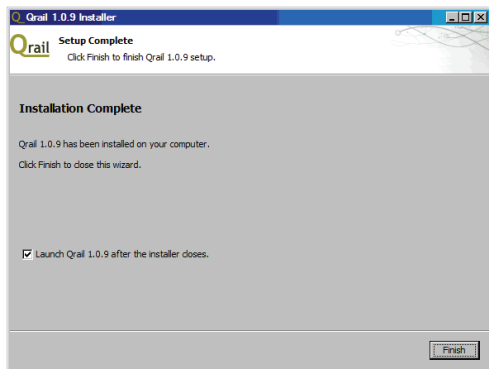 Qrail 1.0.9 Installer
Qrail
Setup Complete
Click Finish to finish Qrail 1.0.9 setup.
Installation Complete
Qrail 1.0.9 has been installed on your computer.
Click Finish to close this wizard.
Launch Qrail 1.0.9 after the installer closes.
Finish